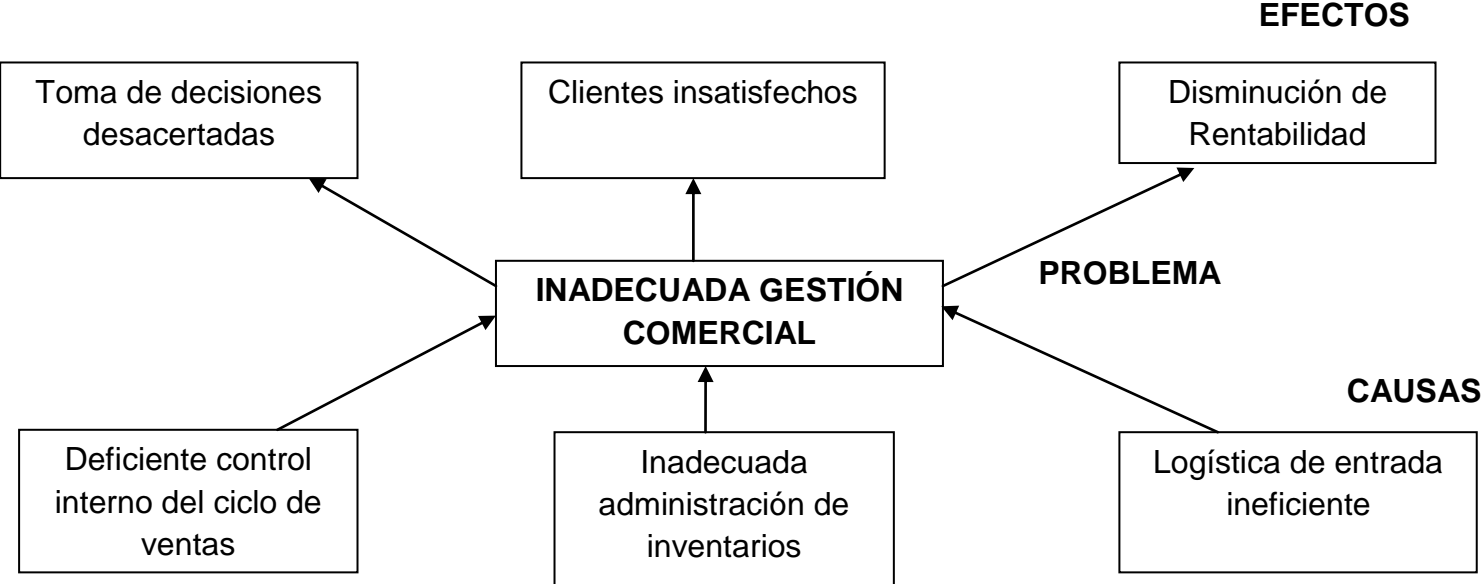 EFECTOS
Toma de decisiones
desacertadas
Clientes insatisfechos
Disminución de
Rentabilidad
INADECUADA GESTIÓN
COMERCIAL
PROBLEMA
CAUSAS
Deficiente control
interno del ciclo de
ventas
Inadecuada
administración de
inventarios
Logística de entrada
ineficiente